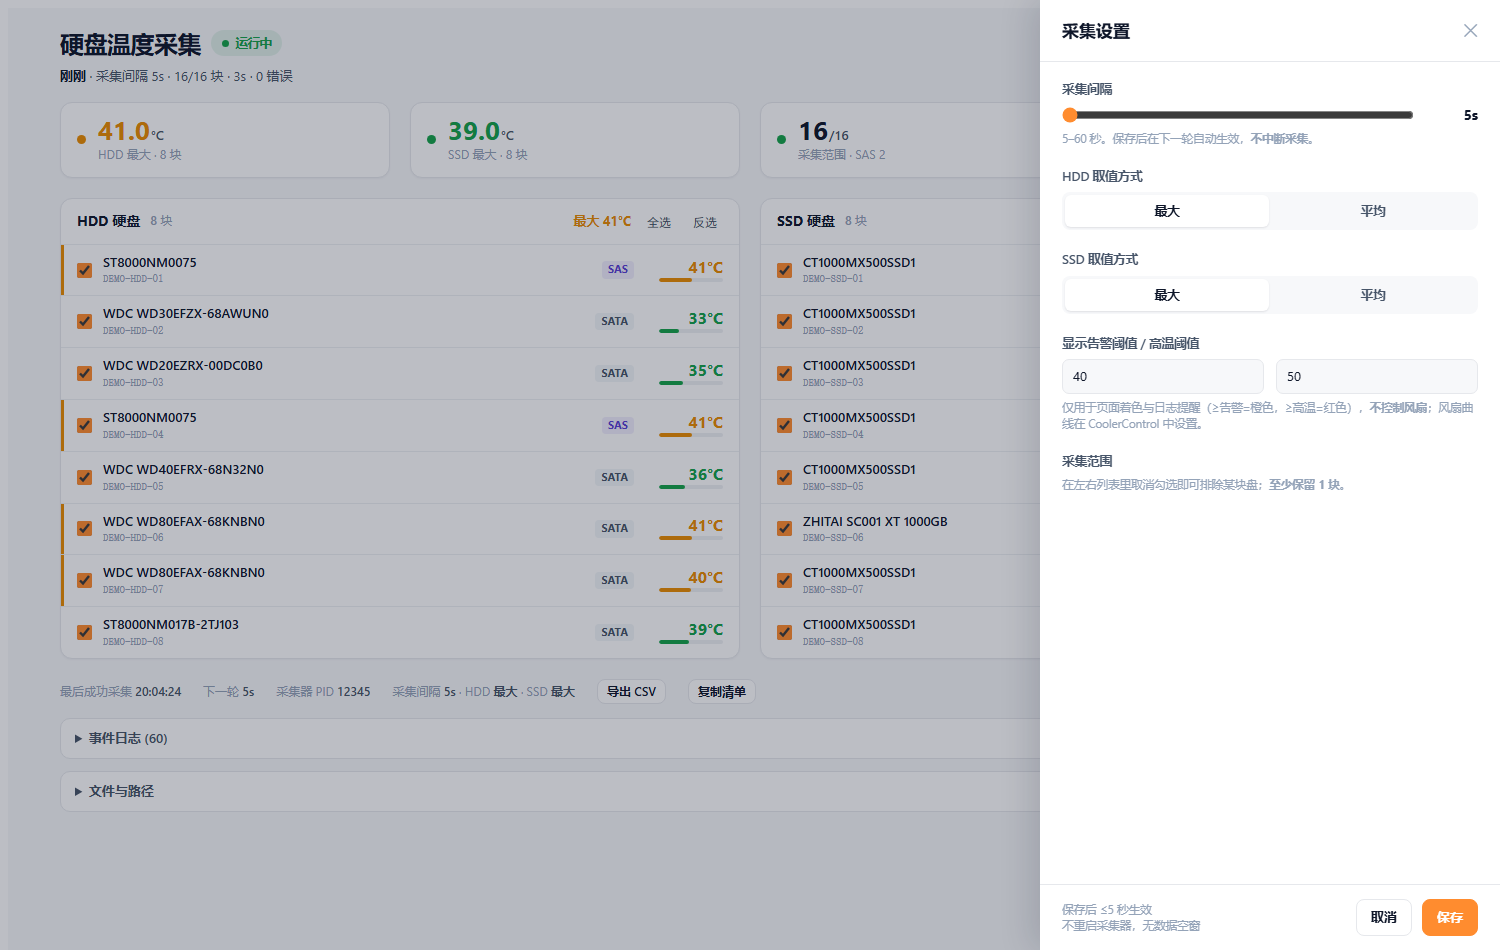 硬盘温度采集
运行中
刚刚 · 采集间隔 5s · 16/16 块 · 3s · 0 错误
41.0°C
HDD 最大 · 8 块
39.0°C
SSD 最大 · 8 块
16/16
采集范围 · SAS 2
HDD 硬盘 8 块 最大 41°C 全选 反选
ST8000NM0075
DEMO-HDD-01
SAS
41°C
WDC WD30EFZX-68AWUN0
DEMO-HDD-02
SATA
33°C
WDC WD20EZRX-00DC0B0
DEMO-HDD-03
SATA
35°C
ST8000NM0075
DEMO-HDD-04
SAS
41°C
WDC WD40EFRX-68N32N0
DEMO-HDD-05
SATA
36°C
WDC WD80EFAX-68KNBN0
DEMO-HDD-06
SATA
41°C
WDC WD80EFAX-68KNBN0
DEMO-HDD-07
SATA
40°C
ST8000NM017B-2TJ103
DEMO-HDD-08
SATA
39°C
SSD 硬盘 8 块
CT1000MX500SSD1
DEMO-SSD-01
CT1000MX500SSD1
DEMO-SSD-02
CT1000MX500SSD1
DEMO-SSD-03
CT1000MX500SSD1
DEMO-SSD-04
CT1000MX500SSD1
DEMO-SSD-05
ZHITAI SC001 XT 1000GB
DEMO-SSD-06
CT1000MX500SSD1
DEMO-SSD-07
CT1000MX500SSD1
DEMO-SSD-08
最后成功采集 20:04:24 下一轮 5s 采集器 PID 12345 采集间隔 5s · HDD 最大 · SSD 最大 导出 CSV 复制清单
事件日志 (60)
文件与路径
采集设置
采集间隔
5s
5–60 秒。保存后在下一轮自动生效，不中断采集。
HDD 取值方式
最大 平均
SSD 取值方式
最大 平均
显示告警阈值 / 高温阈值
40 50
仅用于页面着色与日志提醒（≥告警=橙色，≥高温=红色），不控制风扇；风扇曲
线在 CoolerControl 中设置。
采集范围
在左右列表里取消勾选即可排除某块盘；至少保留 1 块。
保存后 ≤5 秒生效
不重启采集器，无数据空窗
取消 保存